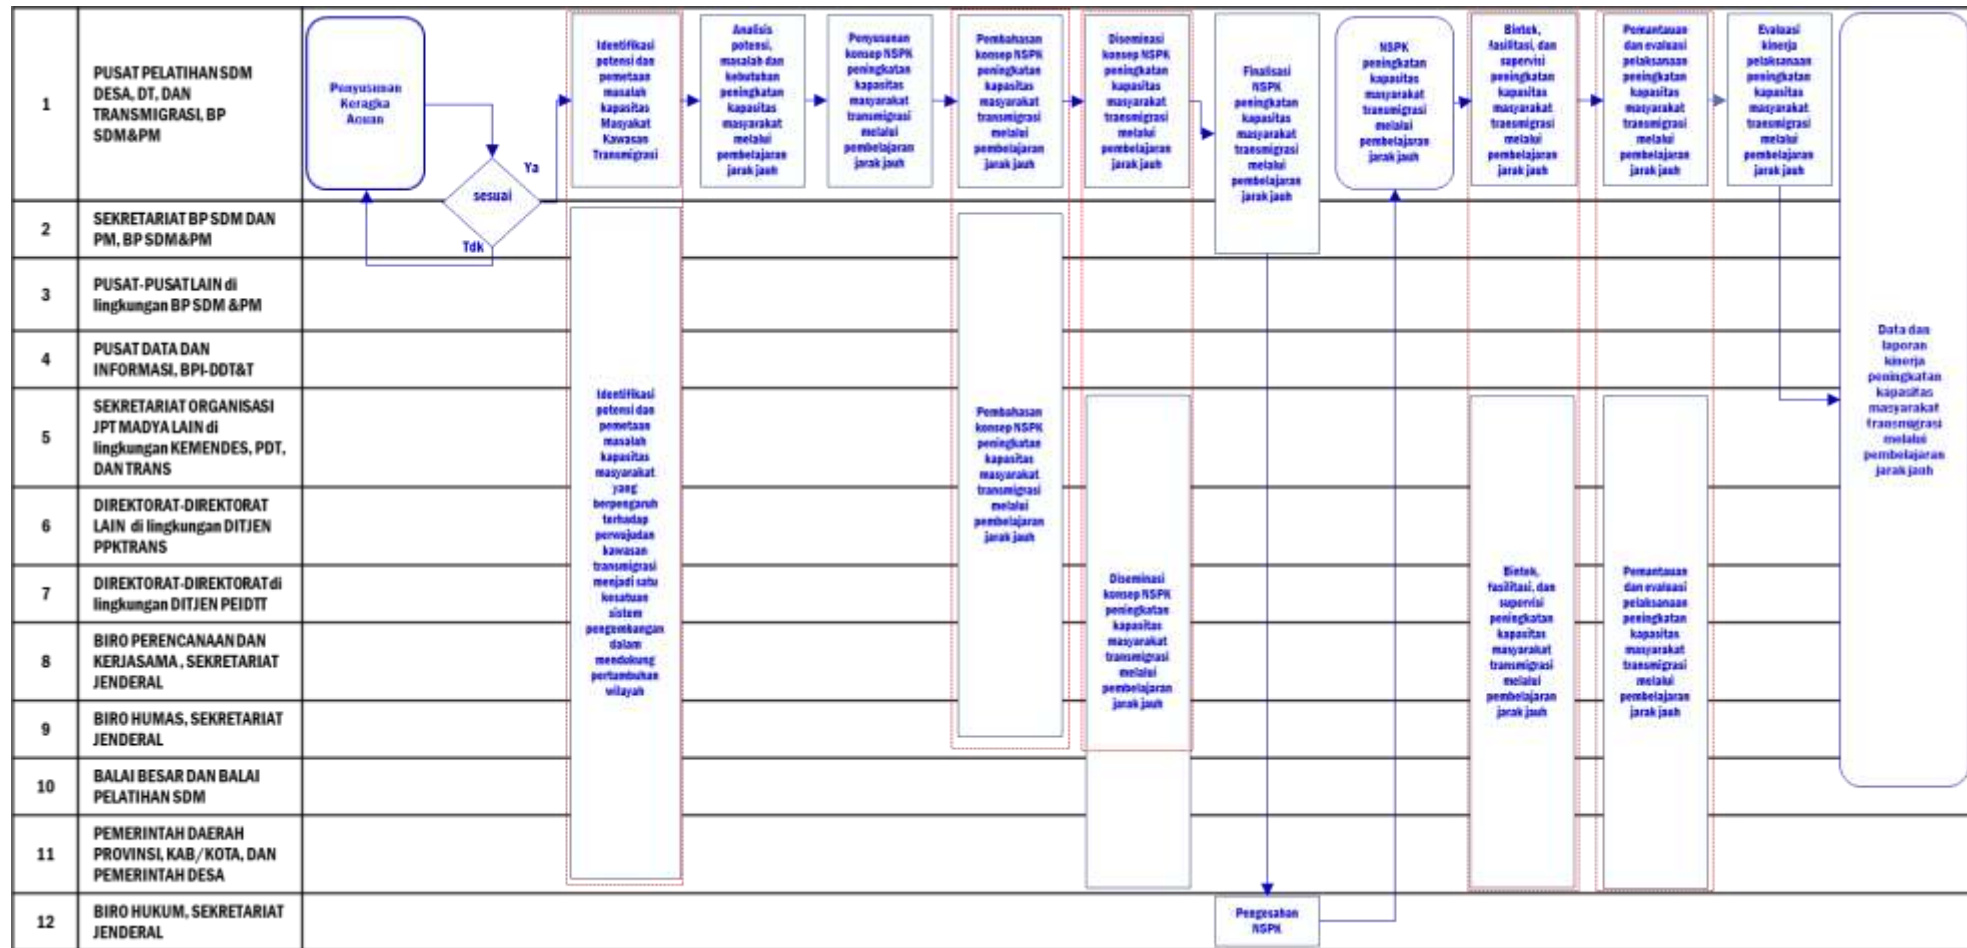 1
PUSAT PELATIHAN SDM
DESA, DT, DAN
TRANSMIGRASI, BP
SDM&PM
2
SEKRETARIAT BP SDM DAN
PM, BP SDM&PM
3
PUSAT-PUSAT LAIN di
lingkungan BP SDM &PM
4
PUSAT DATA DAN
INFORMASI, BPI-DDT&T
5
SEKRETARIAT ORGANISASI
JPT MADYA LAIN di
lingkungan KEMENDES, PDT,
DAN TRANS
6
DIREKTORAT-DIREKTORAT
LAIN di lingkungan DITJEN
PPKTRANS
7
DIREKTORAT-DIREKTORAT di
lingkungan DITJEN PEIDTT
8
BIRO PERENCANAAN DAN
KERJASAMA , SEKRETARIAT
JENDERAL
9
BIRO HUMAS, SEKRETARIAT
JENDERAL
10
BALAI BESAR DAN BALAI
PELATIHAN SDM
11
PEMERINTAH DAERAH
PROVINSI, KAB/KOTA, DAN
PEMERINTAH DESA
12
BIRO HUKUM, SEKRETARIAT
JENDERAL
Penyusunan
Keragka
Acuan
sesuai
Ya
Tdk
Identifikasi
potensi dan
pemetaan
masalah
kapasitas
Masyakat
Kawasan
Transmigrasi
Analisis
potensi,
masalah dan
kebutuhan
peningkatan
kapasitas
masyarakat
melalui
pembelajaran
jarak jauh
Penyusunan
konsep NSPK
peningkatan
kapasitas
masyarakat
transmigrasi
melalui
pembelajaran
jarak jauh
Pembahasan
konsep NSPK
peningkatan
kapasitas
masyarakat
transmigrasi
melalui
pembelajaran
jarak jauh
Diseminasi
konsep NSPK
peningkatan
kapasitas
masyarakat
transmigrasi
melalui
pembelajaran
jarak jauh
Finalisasi
NSPK
peningkatan
kapasitas
masyarakat
transmigrasi
melalui
pembelajaran
jarak jauh
NSPK
peningkatan
kapasitas
masyarakat
transmigrasi
melalui
pembelajaran
jarak jauh
Bintek,
fasilitasi, dan
supervisi
peningkatan
kapasitas
masyarakat
transmigrasi
melalui
pembelajaran
jarak jauh
Pemantauan
dan evaluasi
pelaksanaan
peningkatan
kapasitas
masyarakat
transmigrasi
melalui
pembelajaran
jarak jauh
Evaluasi
kinerja
pelaksanaan
peningkatan
kapasitas
masyarakat
transmigrasi
melalui
pembelajaran
jarak jauh
Identifikasi
potensi dan
pemetaan
masalah
kapasitas
masyarakat
yang
berpengaruh
terhadap
perwujudan
kawasan
transmigrasi
menjadi satu
kesatuan
sistem
pengembangan
dalam
mendukung
pertumbuhan
wilayah
Pembahasan
konsep NSPK
peningkatan
kapasitas
masyarakat
transmigrasi
melalui
pembelajaran
jarak jauh
Diseminasi
konsep NSPK
peningkatan
kapasitas
masyarakat
transmigrasi
melalui
pembelajaran
jarak jauh
Bintek,
fasilitasi, dan
supervisi
peningkatan
kapasitas
masyarakat
transmigrasi
melalui
pembelajaran
jarak jauh
Pemantauan
dan evaluasi
pelaksanaan
peningkatan
kapasitas
masyarakat
transmigrasi
melalui
pembelajaran
jarak jauh
Data dan
laporan
kinerja
peningkatan
kapasitas
masyarakat
transmigrasi
melalui
pembelajaran
jarak jauh
Pengesahan
NSPK